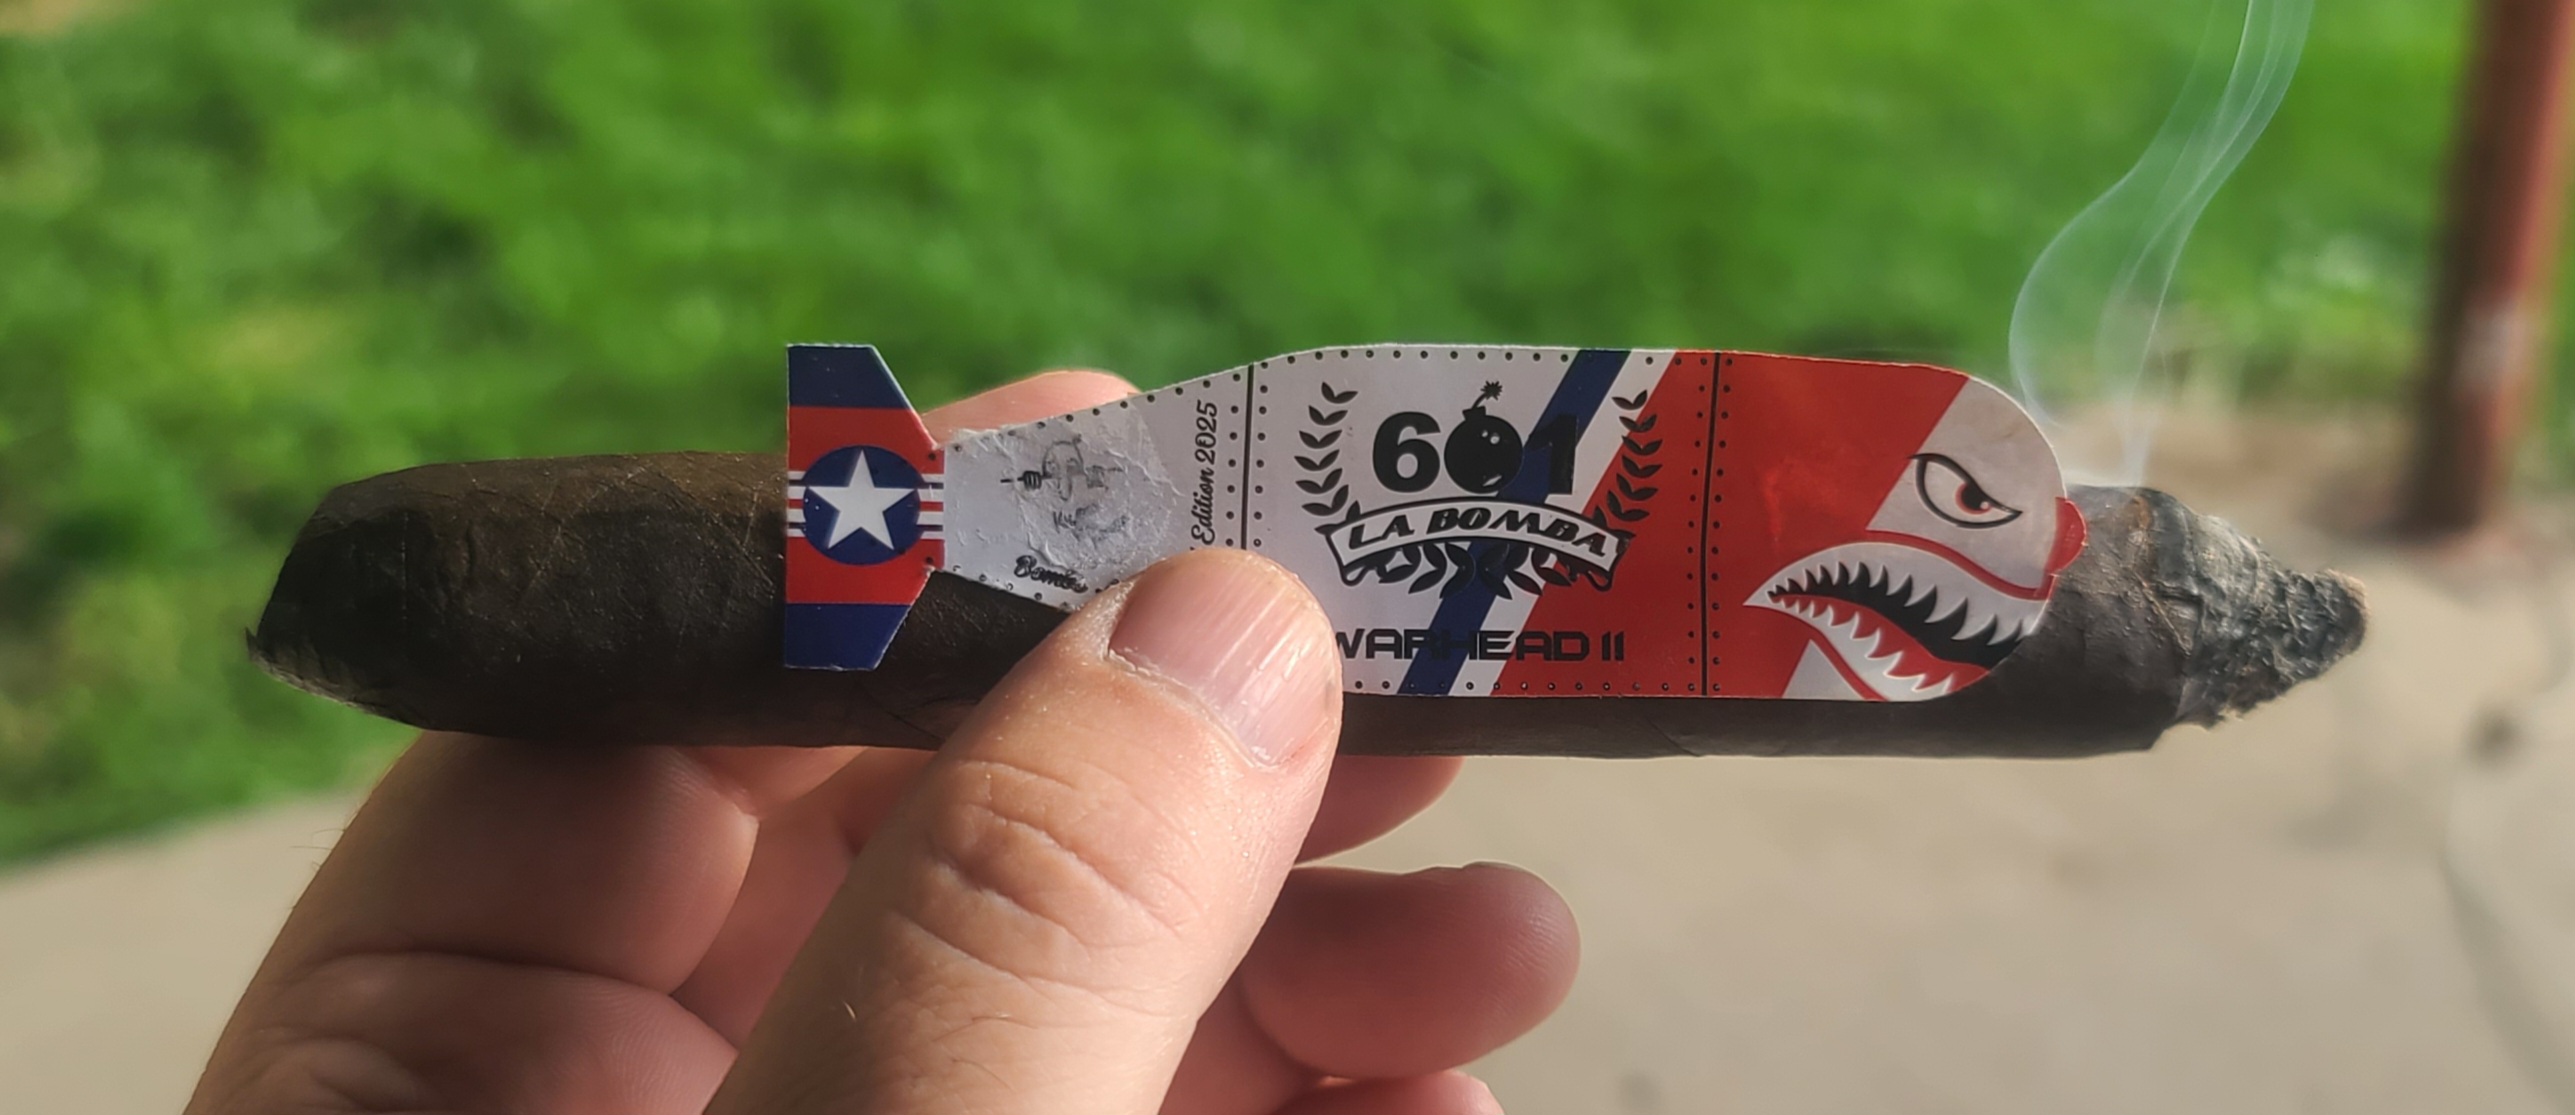 Edition 2025
601
LA BOMBA
WARHEAD II